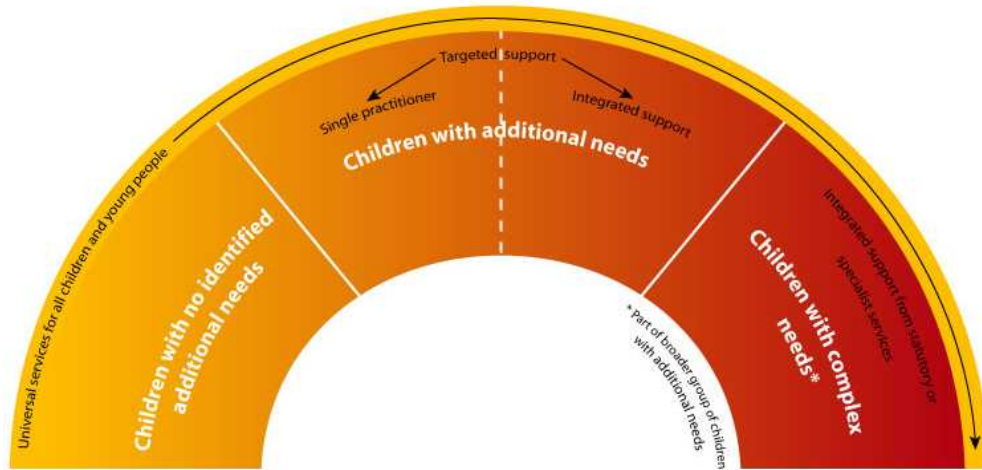 Universal services for all children and young people
Children with no identified
additional needs
Targeted support
Single practitioner
Integrated support
Children with additional needs
Integrated support from statutory or
specialist services
Children with complex
needs*
* Part of broader group of children
with additional needs